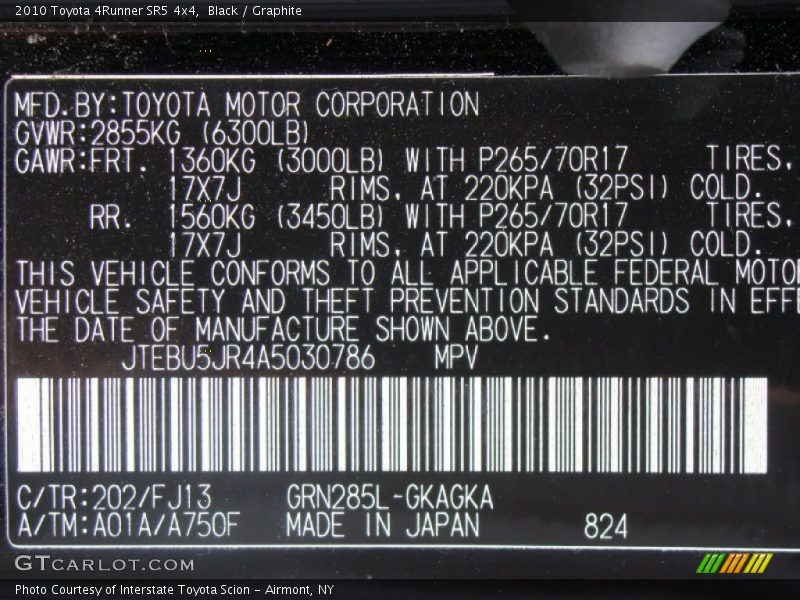 2010 Toyota 4Runner SR5 4x4, Black / Graphite
MFD.BY:TOYOTA MOTOR CORPORATION
GVWR:2855KG (6300LB)
GAWR:FRT. 1360KG (3000LB) WITH P265/70R17 TIRES,
17X7J RIMS, AT 220KPA (32PSI) COLD.
RR. 1560KG (3450LB) WITH P265/70R17 TIRES,
17X7J RIMS, AT 220KPA (32PSI) COLD.
THIS VEHICLE CONFORMS TO ALL APPLICABLE FEDERAL MOTO
VEHICLE SAFETY AND THEFT PREVENTION STANDARDS IN EFFE
THE DATE OF MANUFACTURE SHOWN ABOVE.
JTEBU5JR4A5030786 MPV
C/TR:202/FJ13 GRN285L-GKAGKA
A/TM:A01A/A750F MADE IN JAPAN 824
GTCARLOT.COM
Photo Courtesy of Interstate Toyota Scion - Airmont, NY